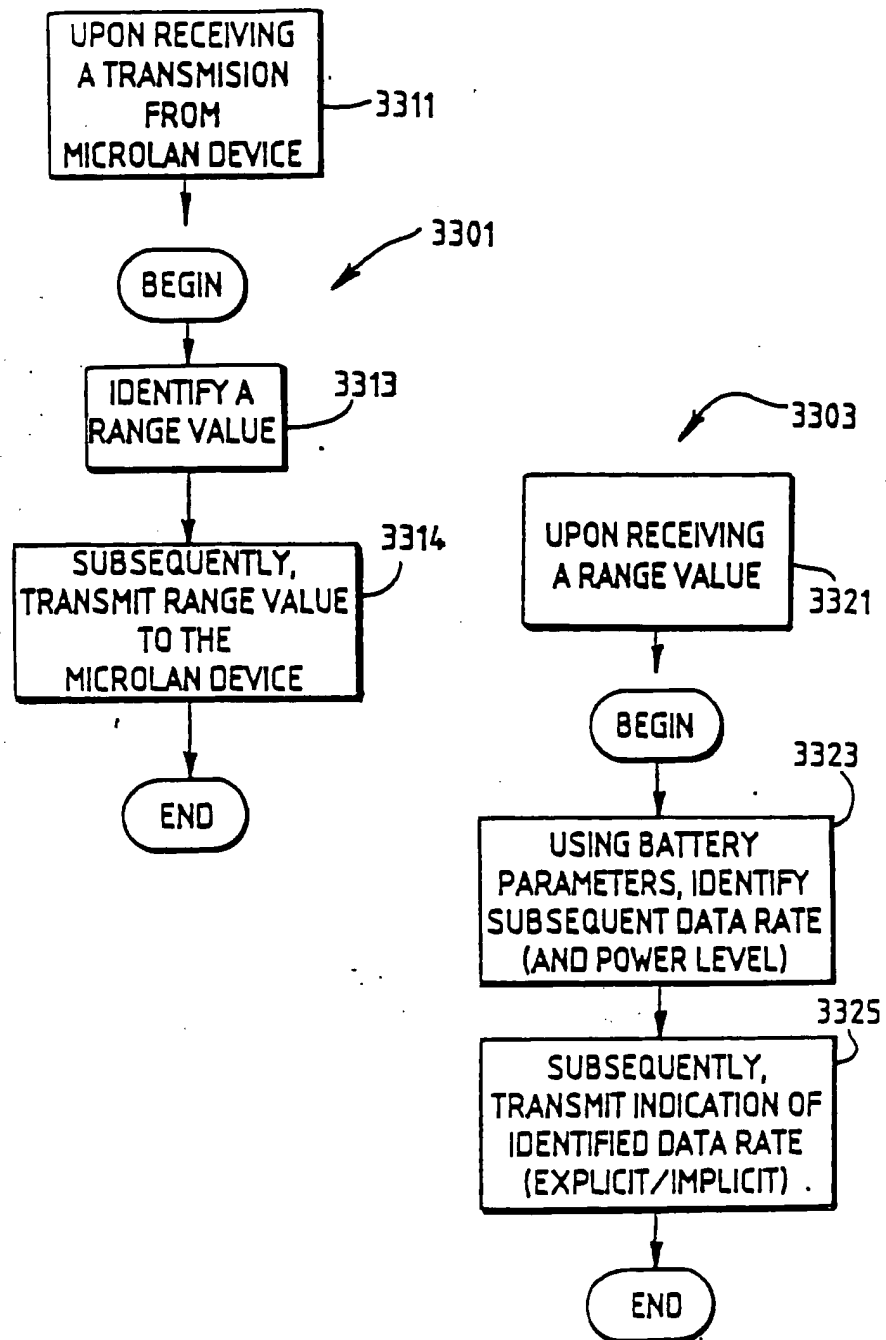 UPON RECEIVING
A TRANSMISION
FROM
MICROLAN DEVICE
3311
3301
BEGIN
IDENTIFY A
RANGE VALUE
3313
SUBSEQUENTLY,
TRANSMIT RANGE VALUE
TO THE
MICROLAN DEVICE
3314
END
3303
UPON RECEIVING
A RANGE VALUE
3321
BEGIN
3323
USING BATTERY
PARAMETERS, IDENTIFY
SUBSEQUENT DATA RATE
(AND POWER LEVEL)
3325
SUBSEQUENTLY,
TRANSMIT INDICATION OF
IDENTIFIED DATA RATE
(EXPLICIT/IMPLICIT)
END